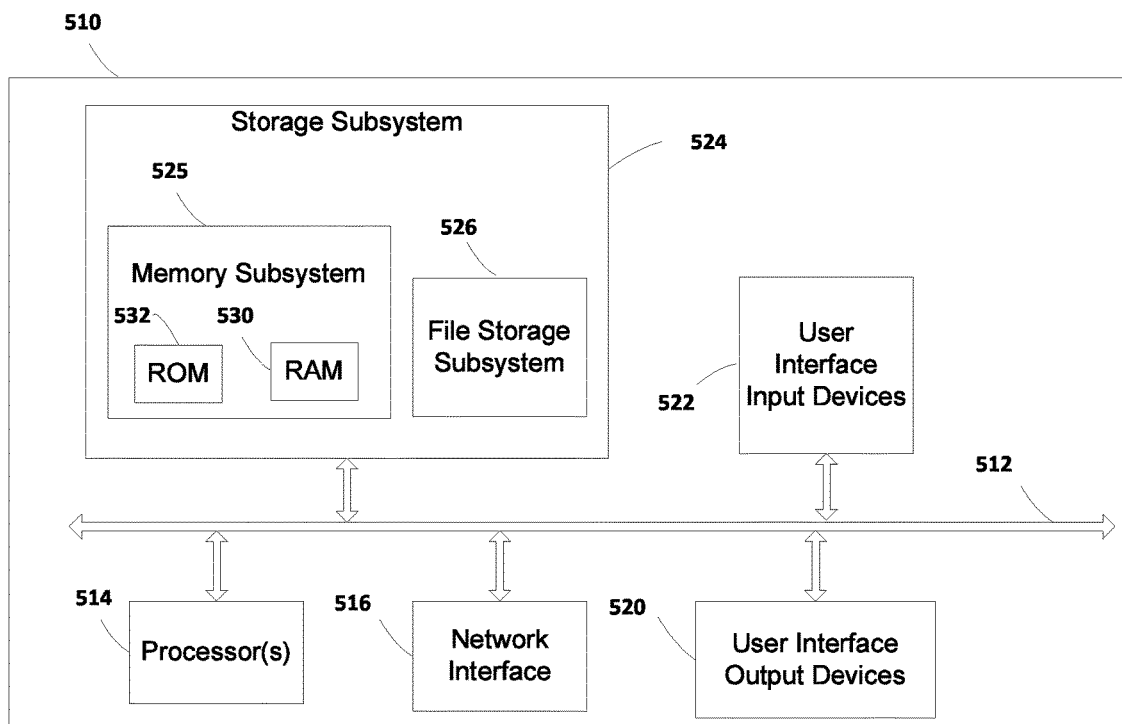 510
Storage Subsystem
524
525
526
Memory Subsystem
532
530
ROM
RAM
File Storage
Subsystem
User
Interface
Input Devices
522
512
514
Processor(s)
516
Network
Interface
520
User Interface
Output Devices